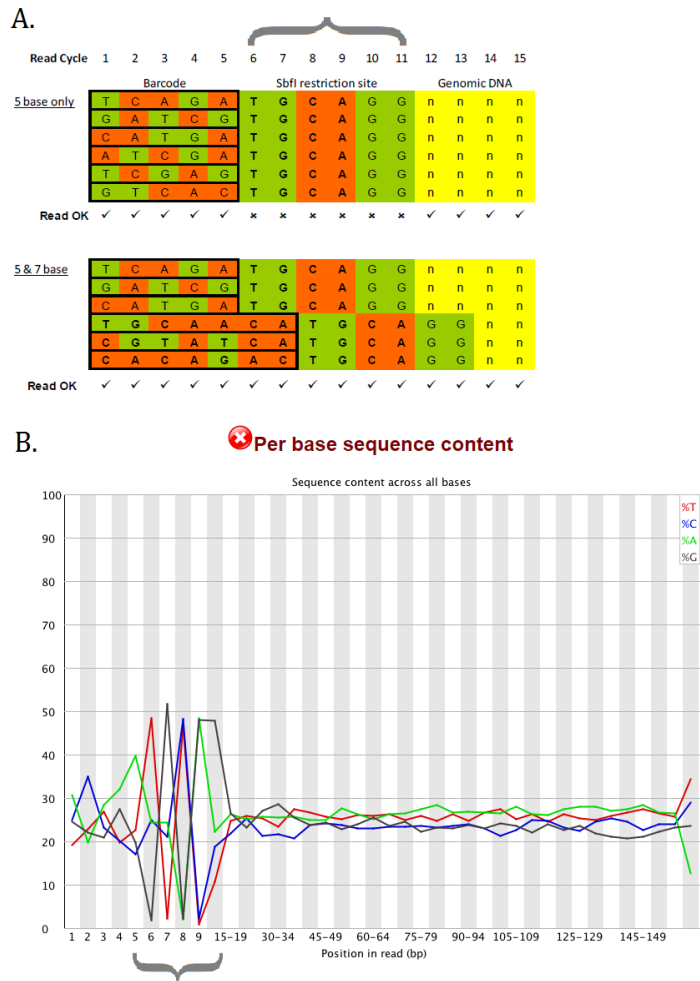 A.
Read Cycle 1 2 3 4 5 6 7 8 9 10 11 12 13 14 15
Barcode SbfI restriction site Genomic DNA
5 base only T C A G A T G C A G G n n n n
G A T C G T G C A G G n n n n
C A T G A T G C A G G n n n n
A T C G A T G C A G G n n n n
T C G A G T G C A G G n n n n
G T C A C T G C A G G n n n n
Read OK ✓ ✓ ✓ ✓ ✓ × × × × × × ✓ ✓ ✓ ✓
5 & 7 base T C A G A T G C A G G n n n n
G A T C G T G C A G G n n n n
C A T G A T G C A G G n n n n
T G C A A C A T G C A G G n n
C G T A T C A T G C A G G n n
C A C A G A C T G C A G G n n
Read OK ✓ ✓ ✓ ✓ ✓ ✓ ✓ ✓ ✓ ✓ ✓ ✓ ✓ ✓ ✓
B.
Per base sequence content
Sequence content across all bases
100
90
80
70
60
50
40
30
20
10
0
%T
%C
%A
%G
1 2 3 4 5 6 7 8 9 15-19 30-34 45-49 60-64 75-79 90-94 105-109 125-129 145-149
Position in read (bp)